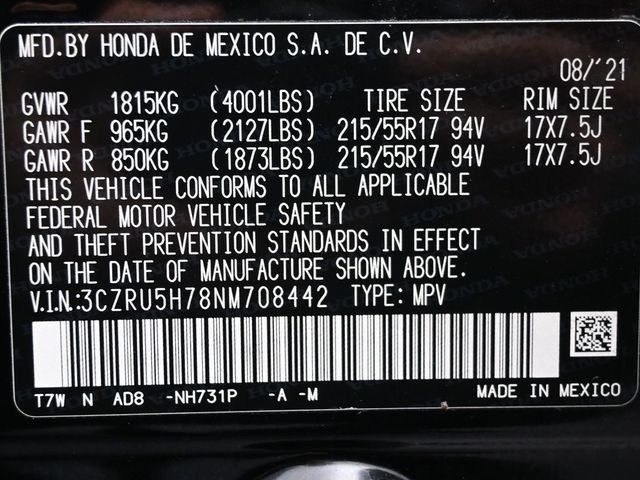 MFD.BY HONDA DE MEXICO S.A. DE C.V.
08/'21
GVWR 1815KG (4001LBS) TIRE SIZE RIM SIZE
GAWR F 965KG (2127LBS) 215/55R17 94V 17X7.5J
GAWR R 850KG (1873LBS) 215/55R17 94V 17X7.5J
THIS VEHICLE CONFORMS TO ALL APPLICABLE
FEDERAL MOTOR VEHICLE SAFETY
AND THEFT PREVENTION STANDARDS IN EFFECT
ON THE DATE OF MANUFACTURE SHOWN ABOVE.
V.I.N.:3CZRU5H78NM708442 TYPE: MPV
T7W N AD8 -NH731P -A -M MADE IN MEXICO